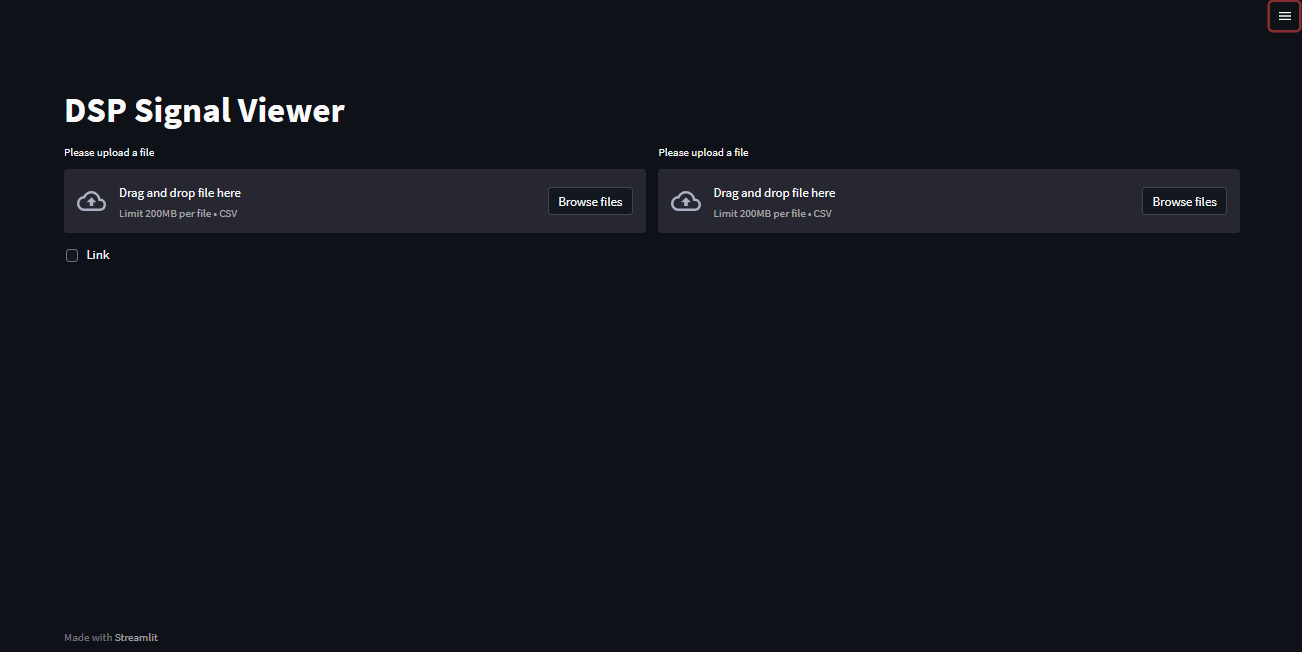 DSP Signal Viewer
Please upload a file
Drag and drop file here
Limit 200MB per file • CSV
Browse files
Please upload a file
Drag and drop file here
Limit 200MB per file • CSV
Browse files
Link
Made with Streamlit